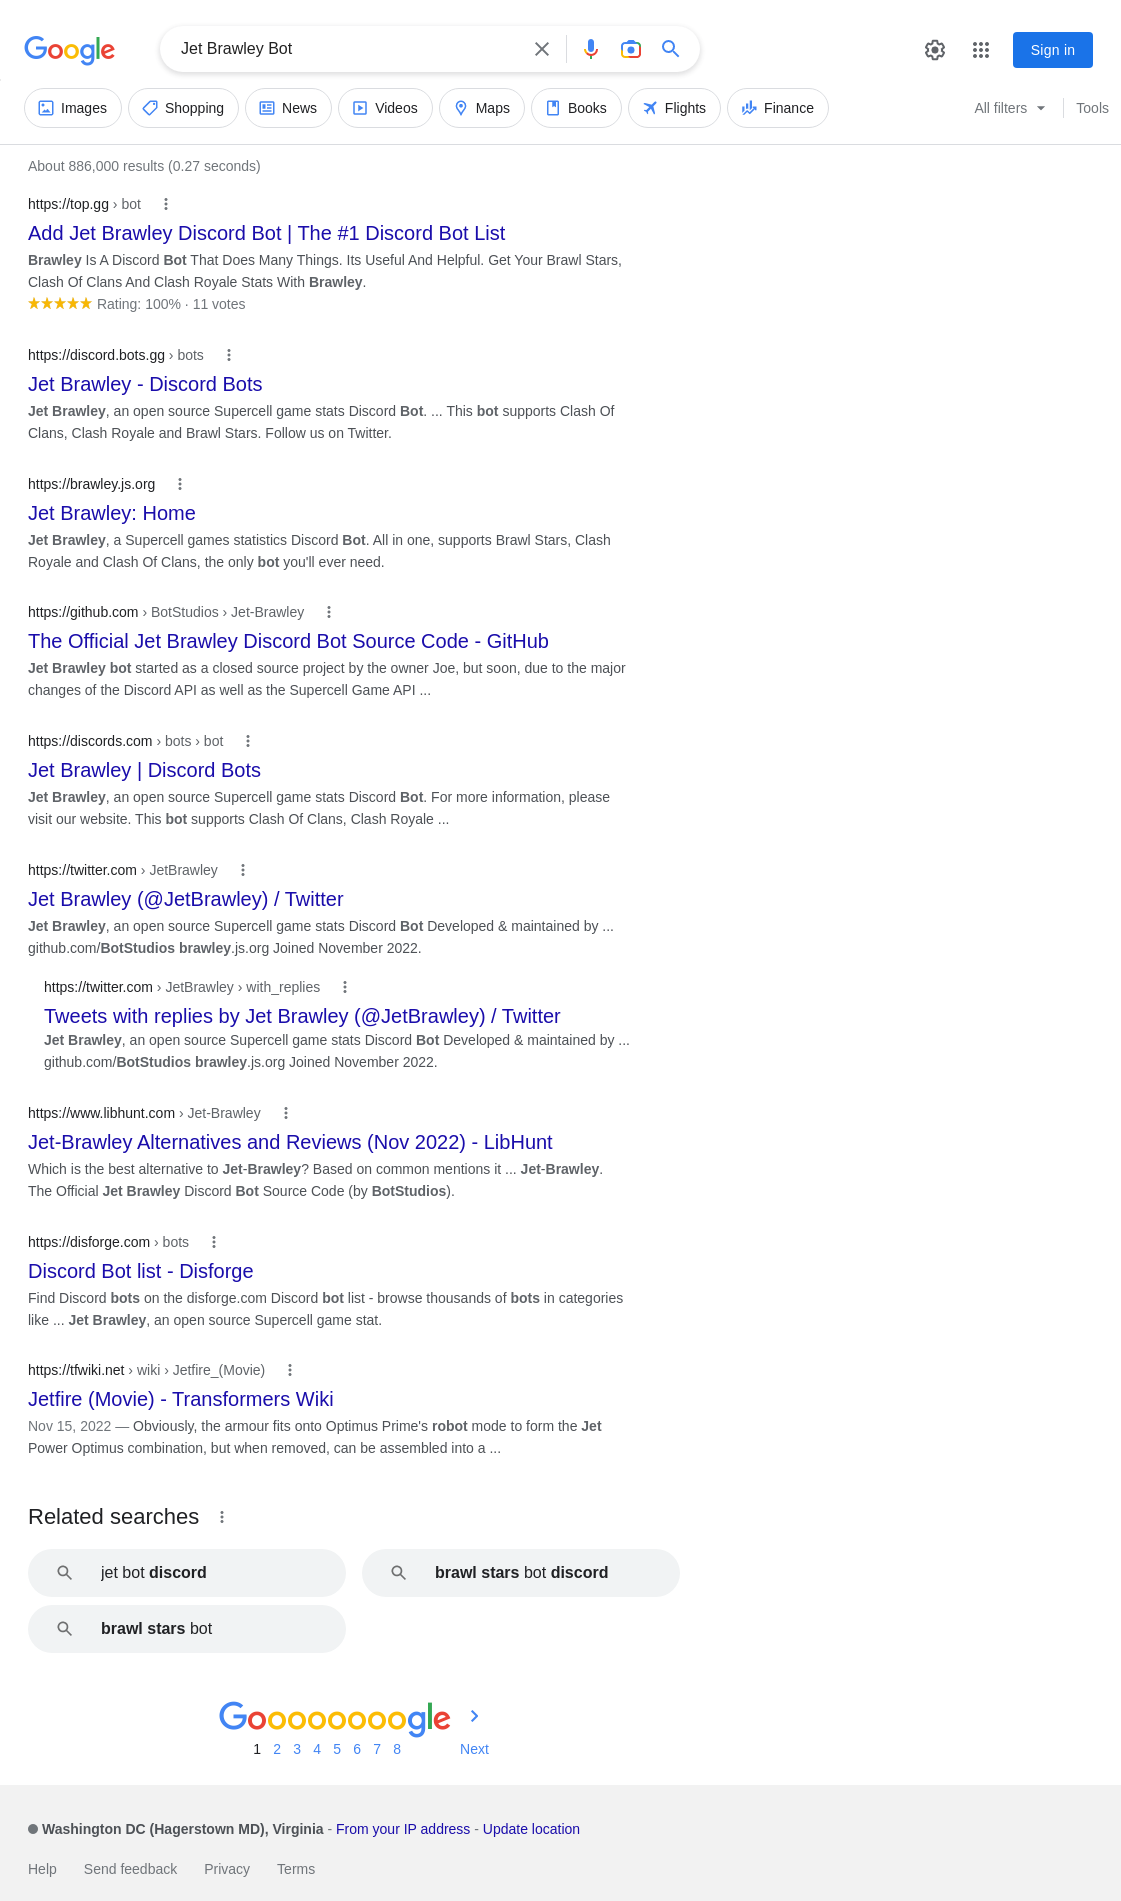 Google
Jet Brawley Bot
Sign in
Images
Shopping
News
Videos
Maps
Books
Flights
Finance
All filters
Tools
About 886,000 results (0.27 seconds)
https://top.gg › bot
Add Jet Brawley Discord Bot | The #1 Discord Bot List
Brawley Is A Discord Bot That Does Many Things. Its Useful And Helpful. Get Your Brawl Stars,
Clash Of Clans And Clash Royale Stats With Brawley.
Rating: 100% · 11 votes
https://discord.bots.gg › bots
Jet Brawley - Discord Bots
Jet Brawley, an open source Supercell game stats Discord Bot. ... This bot supports Clash Of
Clans, Clash Royale and Brawl Stars. Follow us on Twitter.
https://brawley.js.org
Jet Brawley: Home
Jet Brawley, a Supercell games statistics Discord Bot. All in one, supports Brawl Stars, Clash
Royale and Clash Of Clans, the only bot you'll ever need.
https://github.com › BotStudios › Jet-Brawley
The Official Jet Brawley Discord Bot Source Code - GitHub
Jet Brawley bot started as a closed source project by the owner Joe, but soon, due to the major
changes of the Discord API as well as the Supercell Game API ...
https://discords.com › bots › bot
Jet Brawley | Discord Bots
Jet Brawley, an open source Supercell game stats Discord Bot. For more information, please
visit our website. This bot supports Clash Of Clans, Clash Royale ...
https://twitter.com › JetBrawley
Jet Brawley (@JetBrawley) / Twitter
Jet Brawley, an open source Supercell game stats Discord Bot Developed & maintained by ...
github.com/BotStudios brawley.js.org Joined November 2022.
https://twitter.com › JetBrawley › with_replies
Tweets with replies by Jet Brawley (@JetBrawley) / Twitter
Jet Brawley, an open source Supercell game stats Discord Bot Developed & maintained by ...
github.com/BotStudios brawley.js.org Joined November 2022.
https://www.libhunt.com › Jet-Brawley
Jet-Brawley Alternatives and Reviews (Nov 2022) - LibHunt
Which is the best alternative to Jet-Brawley? Based on common mentions it ... Jet-Brawley.
The Official Jet Brawley Discord Bot Source Code (by BotStudios).
https://disforge.com › bots
Discord Bot list - Disforge
Find Discord bots on the disforge.com Discord bot list - browse thousands of bots in categories
like ... Jet Brawley, an open source Supercell game stat.
https://tfwiki.net › wiki › Jetfire_(Movie)
Jetfire (Movie) - Transformers Wiki
Nov 15, 2022 — Obviously, the armour fits onto Optimus Prime's robot mode to form the Jet
Power Optimus combination, but when removed, can be assembled into a ...
Related searches
jet bot discord
brawl stars bot discord
brawl stars bot
Gooooooooogle
1 2 3 4 5 6 7 8 Next
Washington DC (Hagerstown MD), Virginia - From your IP address - Update location
Help Send feedback Privacy Terms